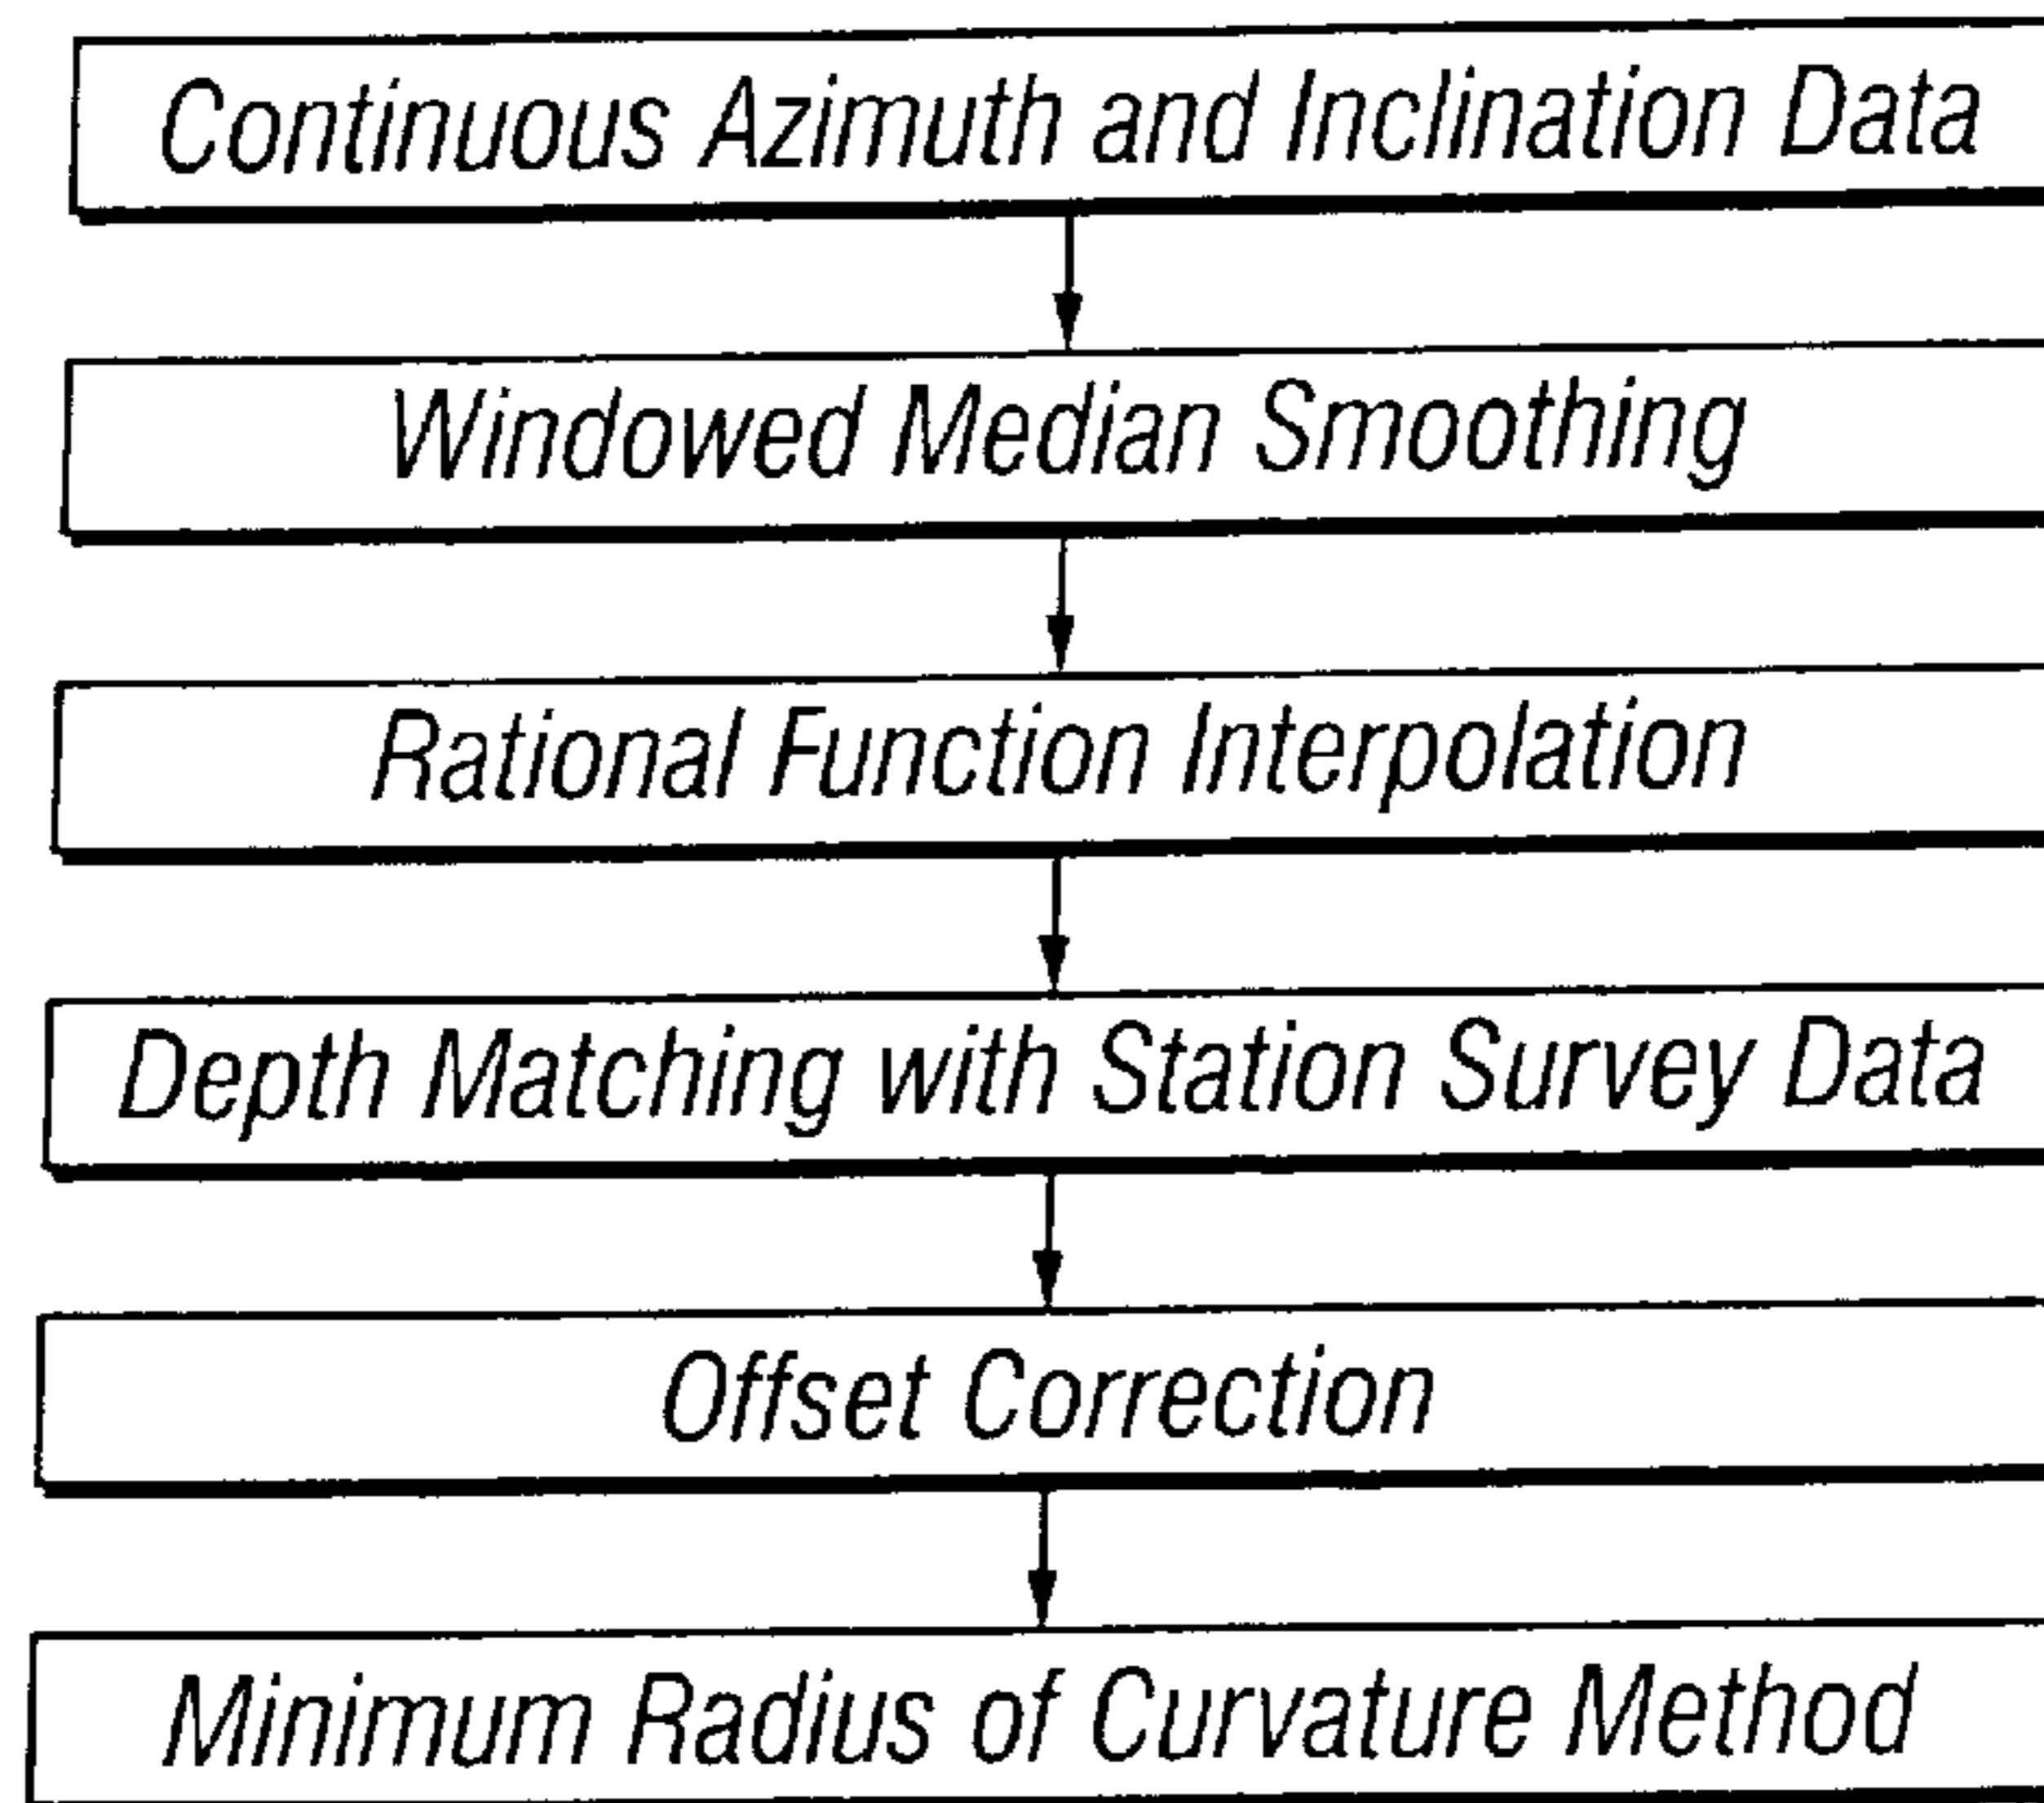 Continuous Azimuth and Inclination Data
Windowed Median Smoothing
Rational Function Interpolation
Depth Matching with Station Survey Data
Offset Correction
Minimum Radius of Curvature Method